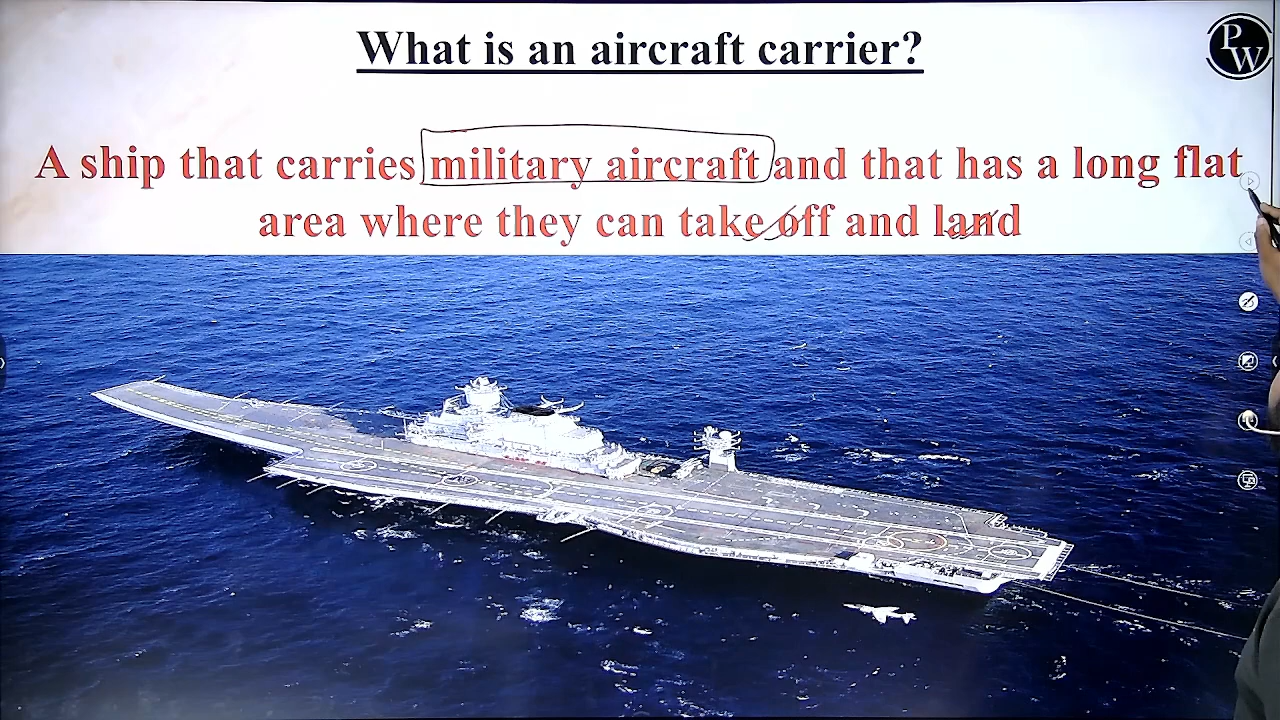 What is an aircraft carrier?
PW
A ship that carries military aircraft and that has a long flat
area where they can take off and land